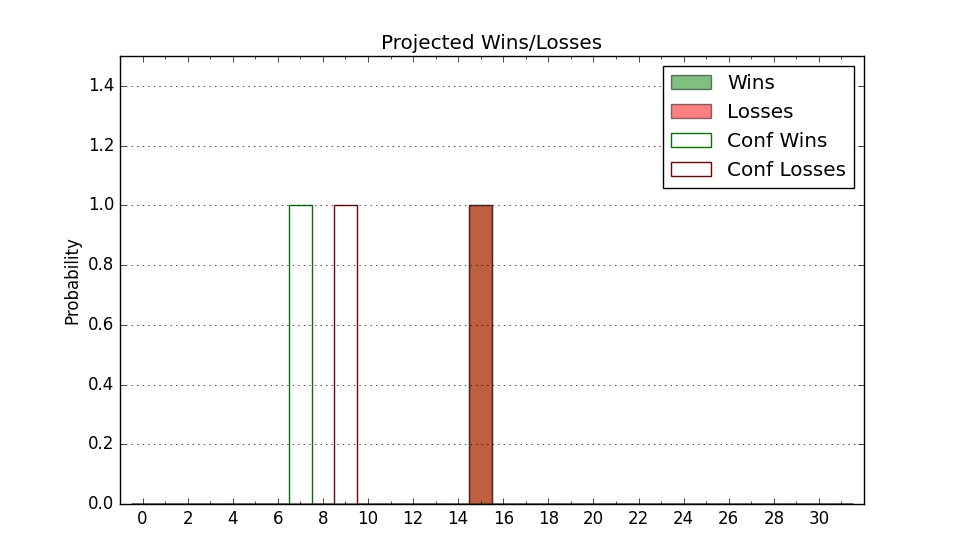 Projected Wins/Losses
Wins
Losses
Conf Wins
Conf Losses
Probability
1.4
1.2
1.0
0.8
0.6
0.4
0.2
0.0
0 2 4 6 8 10 12 14 16 18 20 22 24 26 28 30